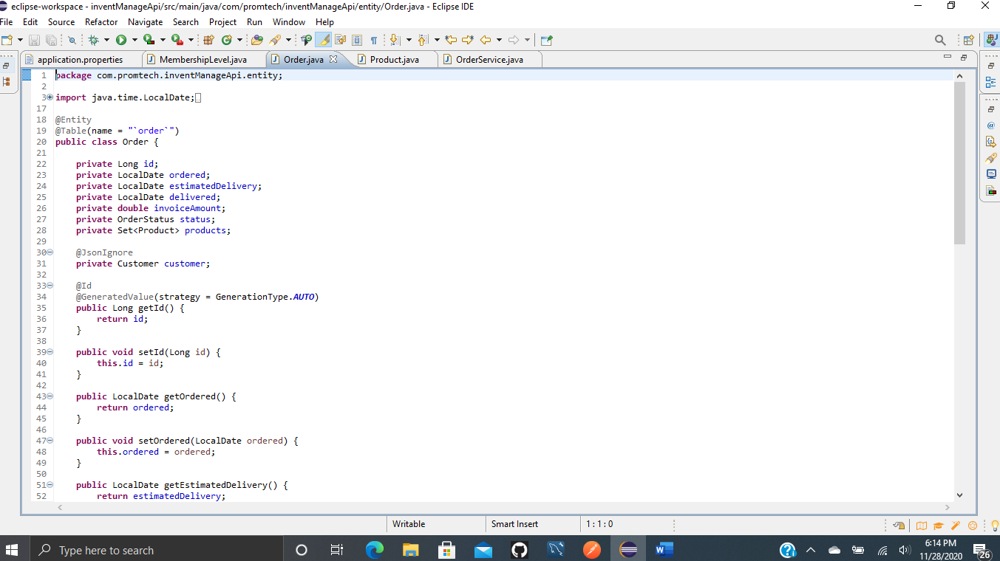 eclipse-workspace - inventManageApi/src/main/java/com/promtech/inventManageApi/entity/Order.java - Eclipse IDE
File Edit Source Refactor Navigate Search Project Run Window Help
application.properties MembershipLevel.java Order.java Product.java OrderService.java
1 package com.promtech.inventManageApi.entity;
2
3 import java.time.LocalDate;
17
18 @Entity
19 @Table(name = "`order`")
20 public class Order {
21
22 private Long id;
23 private LocalDate ordered;
24 private LocalDate estimatedDelivery;
25 private LocalDate delivered;
26 private double invoiceAmount;
27 private OrderStatus status;
28 private Set<Product> products;
29
30 @JsonIgnore
31 private Customer customer;
32
33 @Id
34 @GeneratedValue(strategy = GenerationType.AUTO)
35 public Long getId() {
36 return id;
37 }
38
39 public void setId(Long id) {
40 this.id = id;
41 }
42
43 public LocalDate getOrdered() {
44 return ordered;
45 }
46
47 public void setOrdered(LocalDate ordered) {
48 this.ordered = ordered;
49 }
50
51 public LocalDate getEstimatedDelivery() {
52 return estimatedDelivery;
Writable Smart Insert 1:1:0
Type here to search
6:14 PM
11/28/2020
26